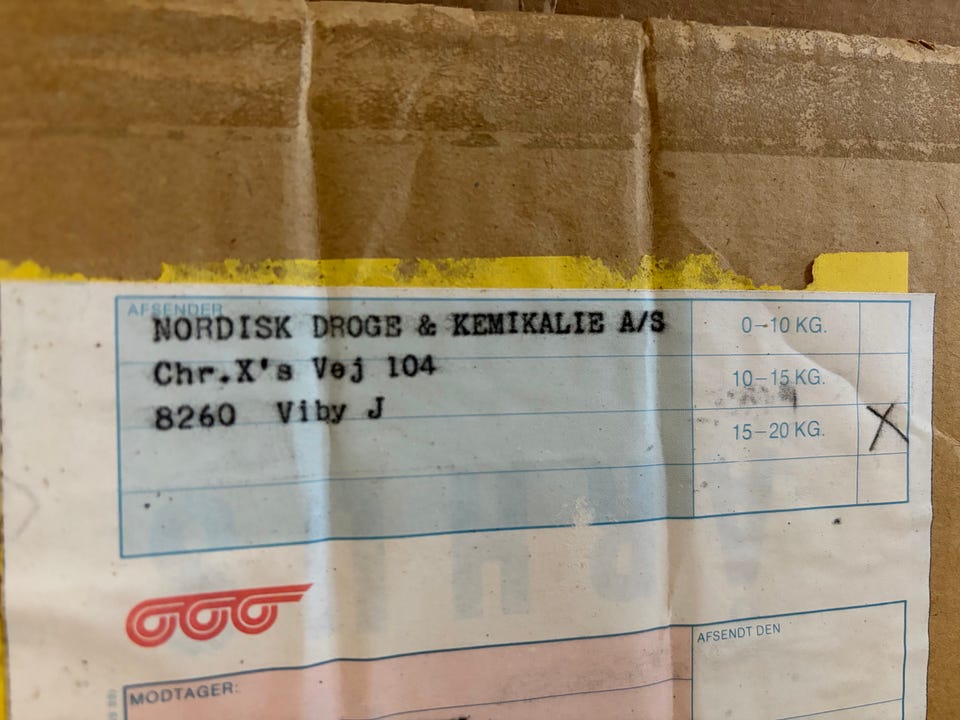 AFSENDER
NORDISK DROGE & KEMIKALIE A/S
Chr.X's Vej 104
8260 Viby J
0-10 KG.
10-15 KG.
15-20 KG. X
AFSENDT DEN
MODTAGER: